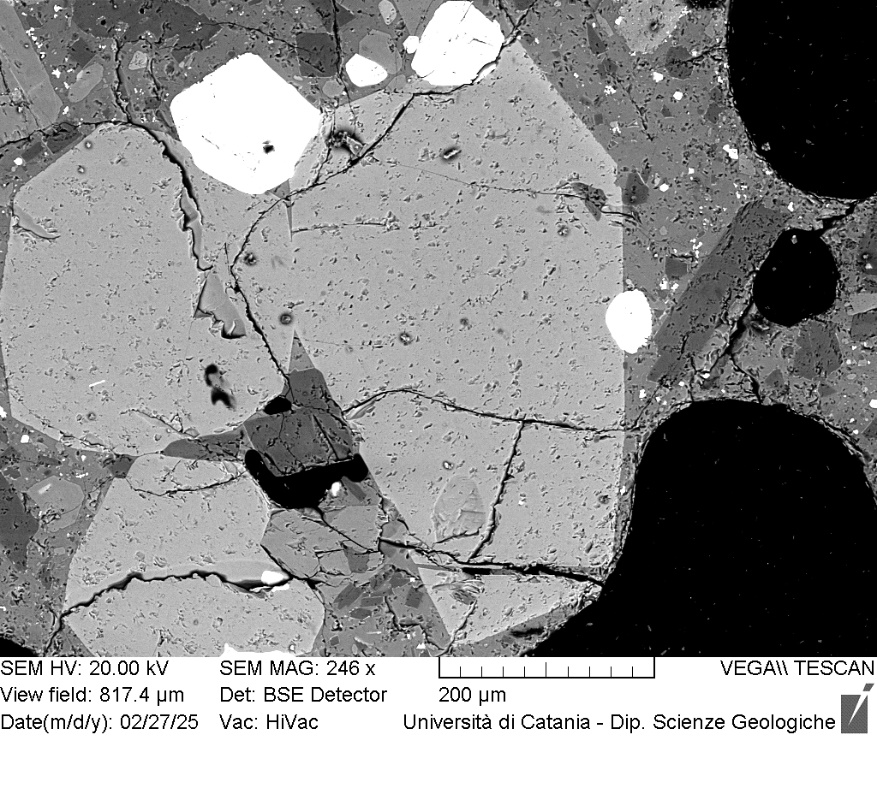 SEM HV: 20.00 kV SEM MAG: 246 x VEGA\\ TESCAN
View field: 817.4 µm Det: BSE Detector 200 µm
Date(m/d/y): 02/27/25 Vac: HiVac Università di Catania - Dip. Scienze Geologiche